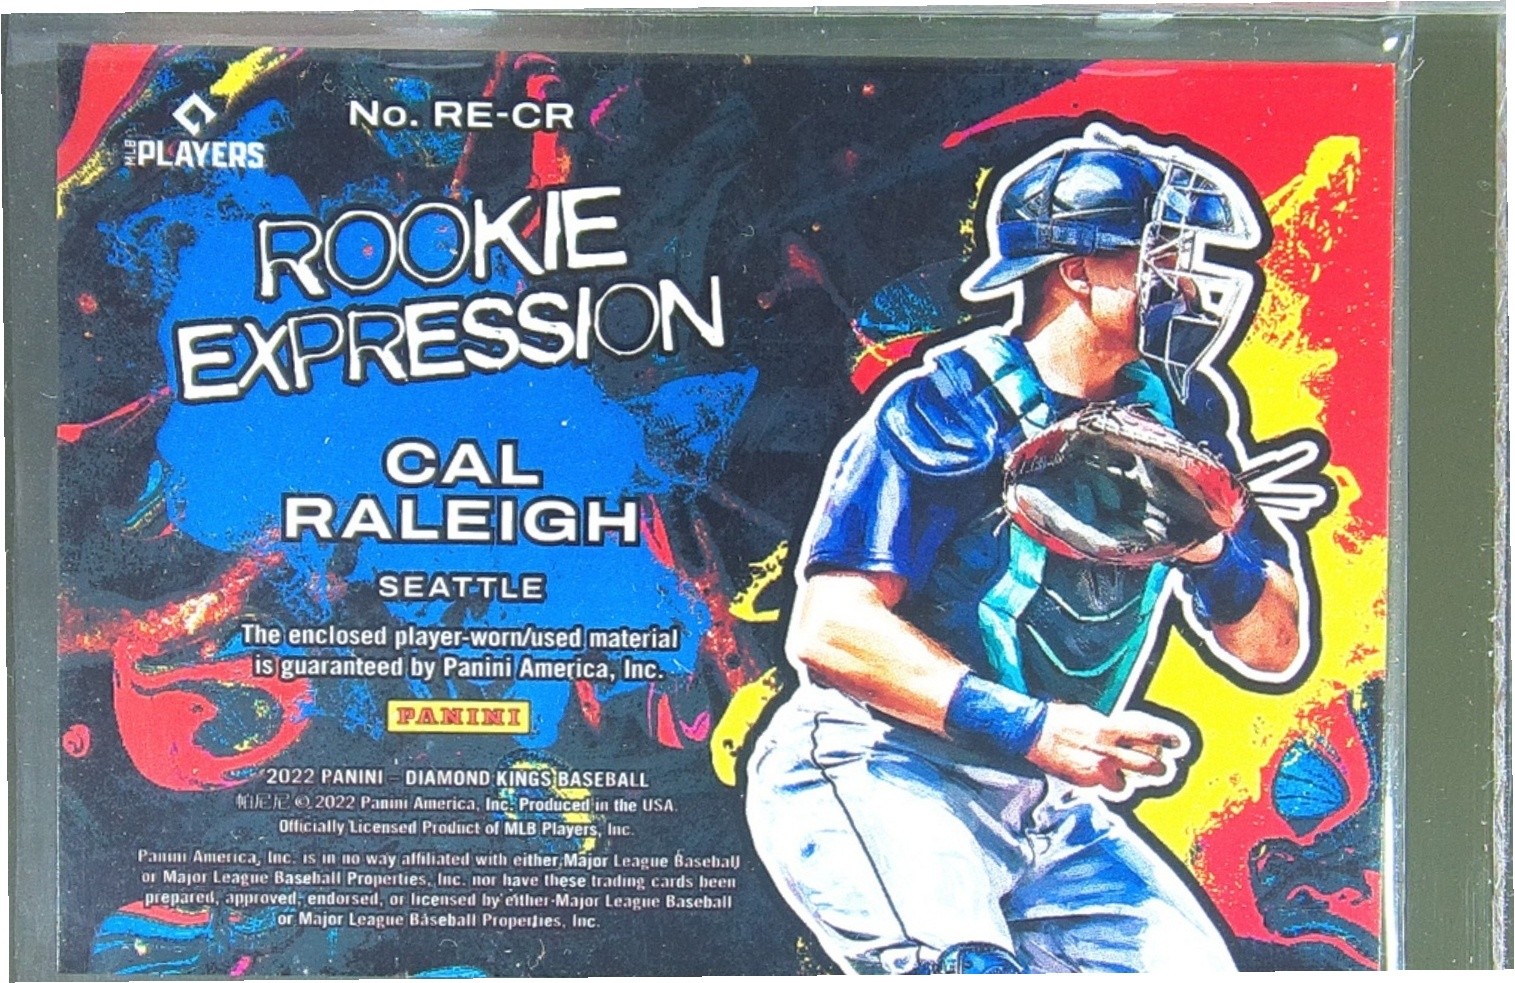 No. RE-CR
MLB PLAYERS
ROOKIE
EXPRESSION
CAL
RALEIGH
SEATTLE
The enclosed player-worn/used material
is guaranteed by Panini America, Inc.
PANINI
2022 PANINI – DIAMOND KINGS BASEBALL
帕尼尼 © 2022 Panini America, Inc. Produced in the USA.
Officially Licensed Product of MLB Players, Inc.
Panini America, Inc. is in no way affiliated with either Major League Baseball
or Major League Baseball Properties, Inc. nor have these trading cards been
prepared, approved, endorsed, or licensed by either Major League Baseball
or Major League Baseball Properties, Inc.